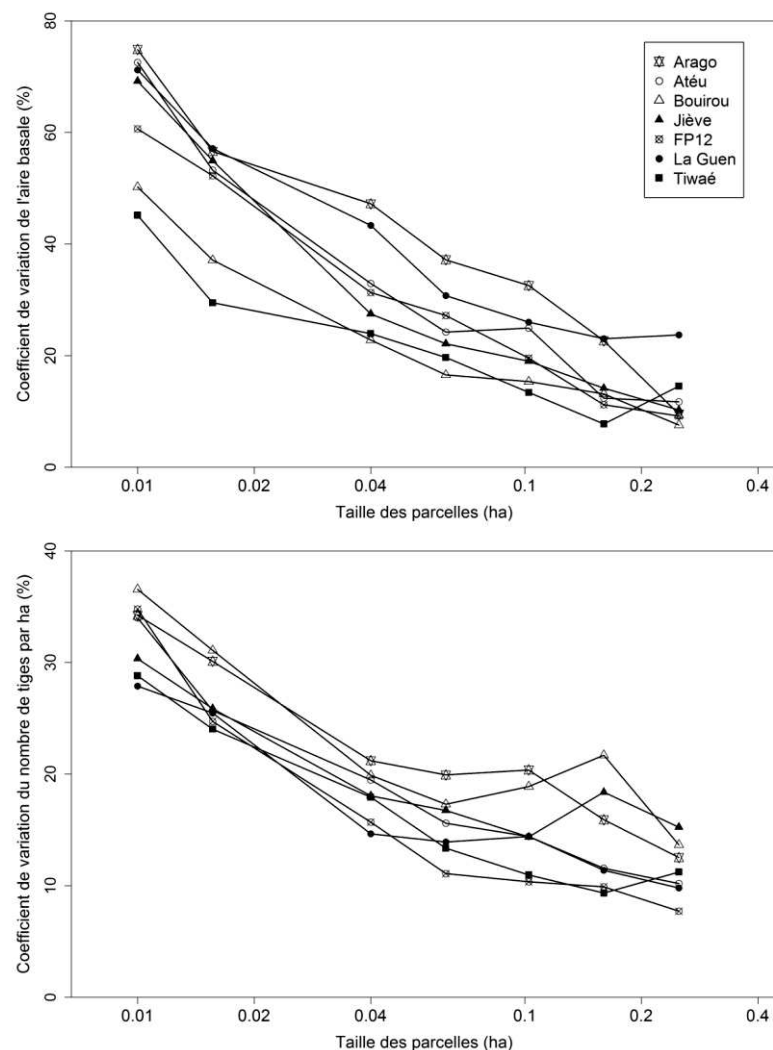 Coefficient de variation de l'aire basale (%)
80
60
40
20
0
Arago
Atéu
Bouirou
Jiève
FP12
La Guen
Tiwaé
0.01 0.02 0.04 0.1 0.2 0.4
Taille des parcelles (ha)
Coefficient de variation du nombre de tiges par ha (%)
40
30
20
10
0
0.01 0.02 0.04 0.1 0.2 0.4
Taille des parcelles (ha)